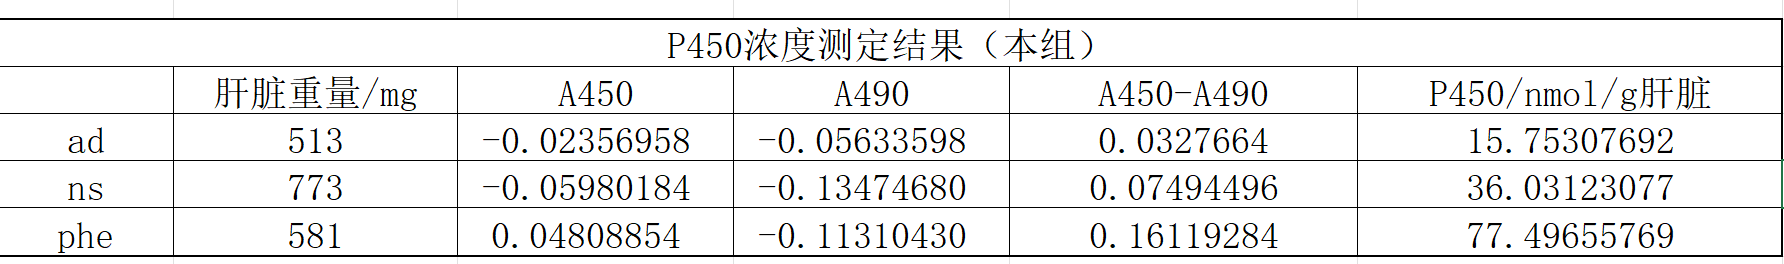 P450浓度测定结果（本组）
肝脏重量/mg A450 A490 A450-A490 P450/nmol/g肝脏
ad 513 -0.02356958 -0.05633598 0.0327664 15.75307692
ns 773 -0.05980184 -0.13474680 0.07494496 36.03123077
phe 581 0.04808854 -0.11310430 0.16119284 77.49655769